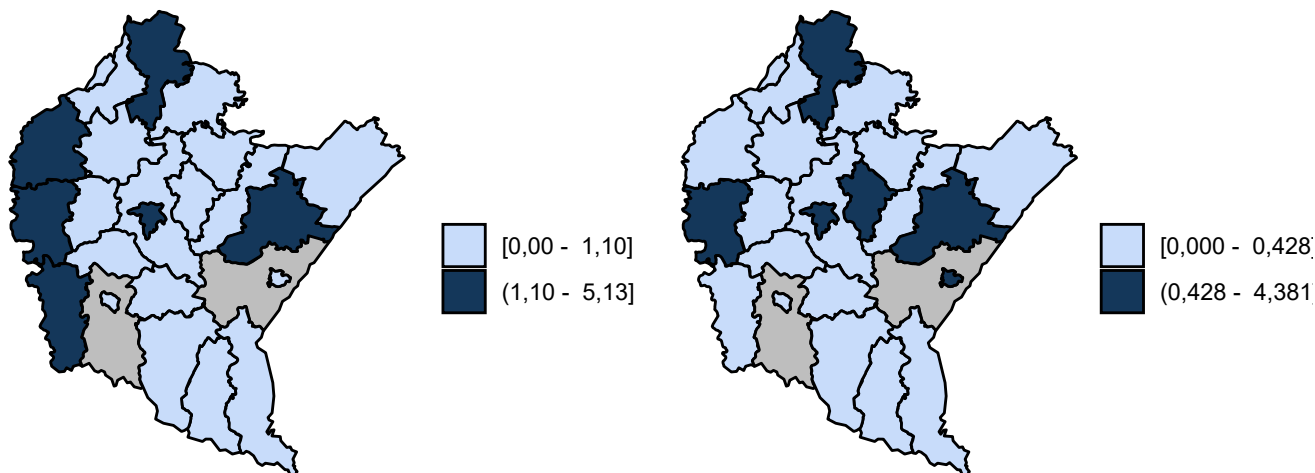 [0,00 - 1,10]
(1,10 - 5,13]
[0,000 - 0,428]
(0,428 - 4,381]